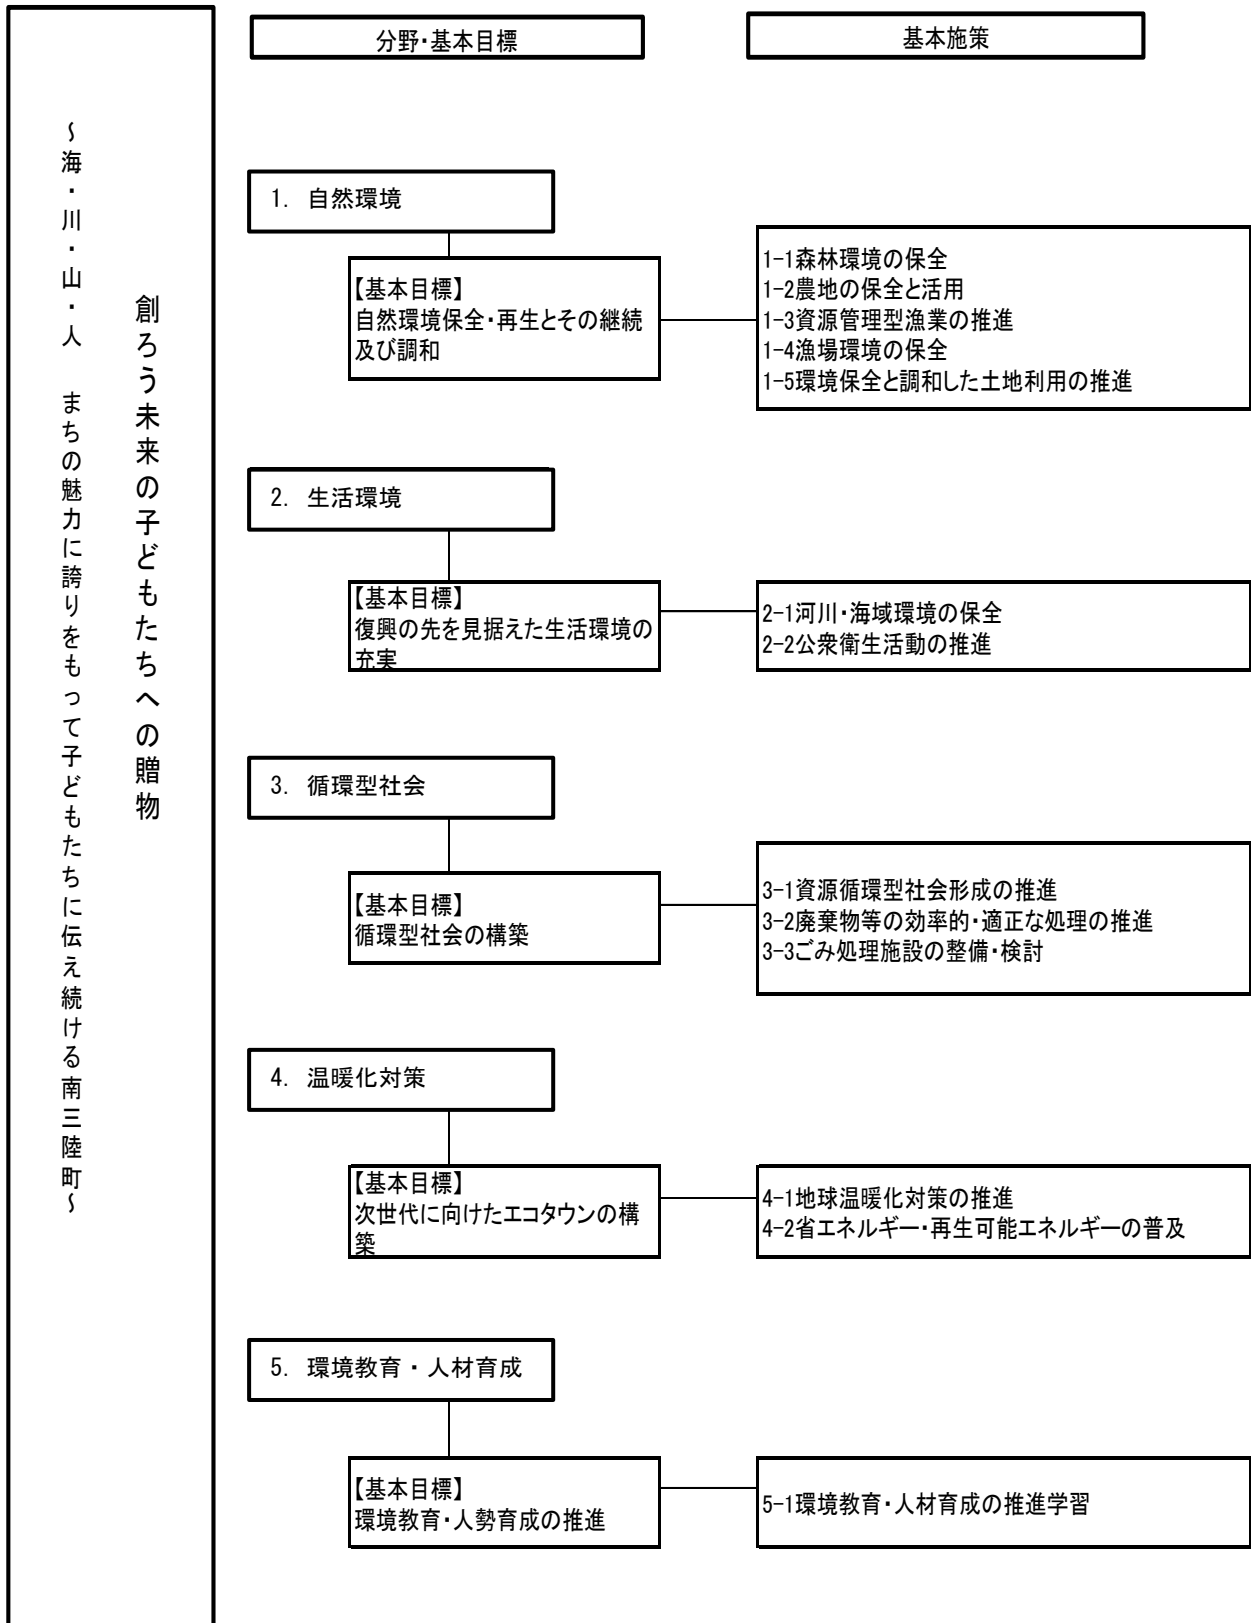 創ろう未来の子どもたちへの贈物
～海・川・山・人　まちの魅力に誇りをもって子どもたちに伝え続ける南三陸町～
分野・基本目標
基本施策
1. 自然環境
【基本目標】
自然環境保全・再生とその継続
及び調和
1-1森林環境の保全
1-2農地の保全と活用
1-3資源管理型漁業の推進
1-4漁場環境の保全
1-5環境保全と調和した土地利用の推進
2. 生活環境
【基本目標】
復興の先を見据えた生活環境の
充実
2-1河川・海域環境の保全
2-2公衆衛生活動の推進
3. 循環型社会
【基本目標】
循環型社会の構築
3-1資源循環型社会形成の推進
3-2廃棄物等の効率的・適正な処理の推進
3-3ごみ処理施設の整備・検討
4. 温暖化対策
【基本目標】
次世代に向けたエコタウンの構
築
4-1地球温暖化対策の推進
4-2省エネルギー・再生可能エネルギーの普及
5. 環境教育・人材育成
【基本目標】
環境教育・人勢育成の推進
5-1環境教育・人材育成の推進学習